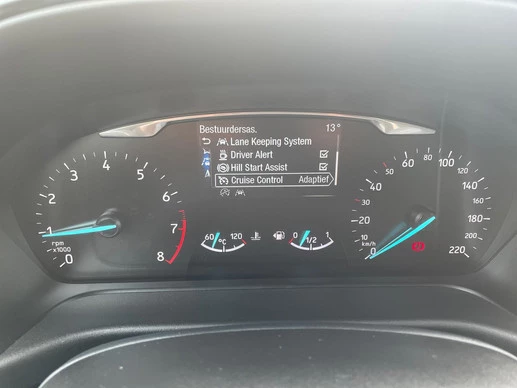 Bestuurdersas. 13°
Lane Keeping System
Driver Alert
Hill Start Assist
Cruise Control Adaptief
0 1 2 3 4 5 6 7 8
rpm
x1000
60 °C 120
0 1/2 1
0 10 20 30 50 60 80 100 120 140 160 180 200 220
km/h